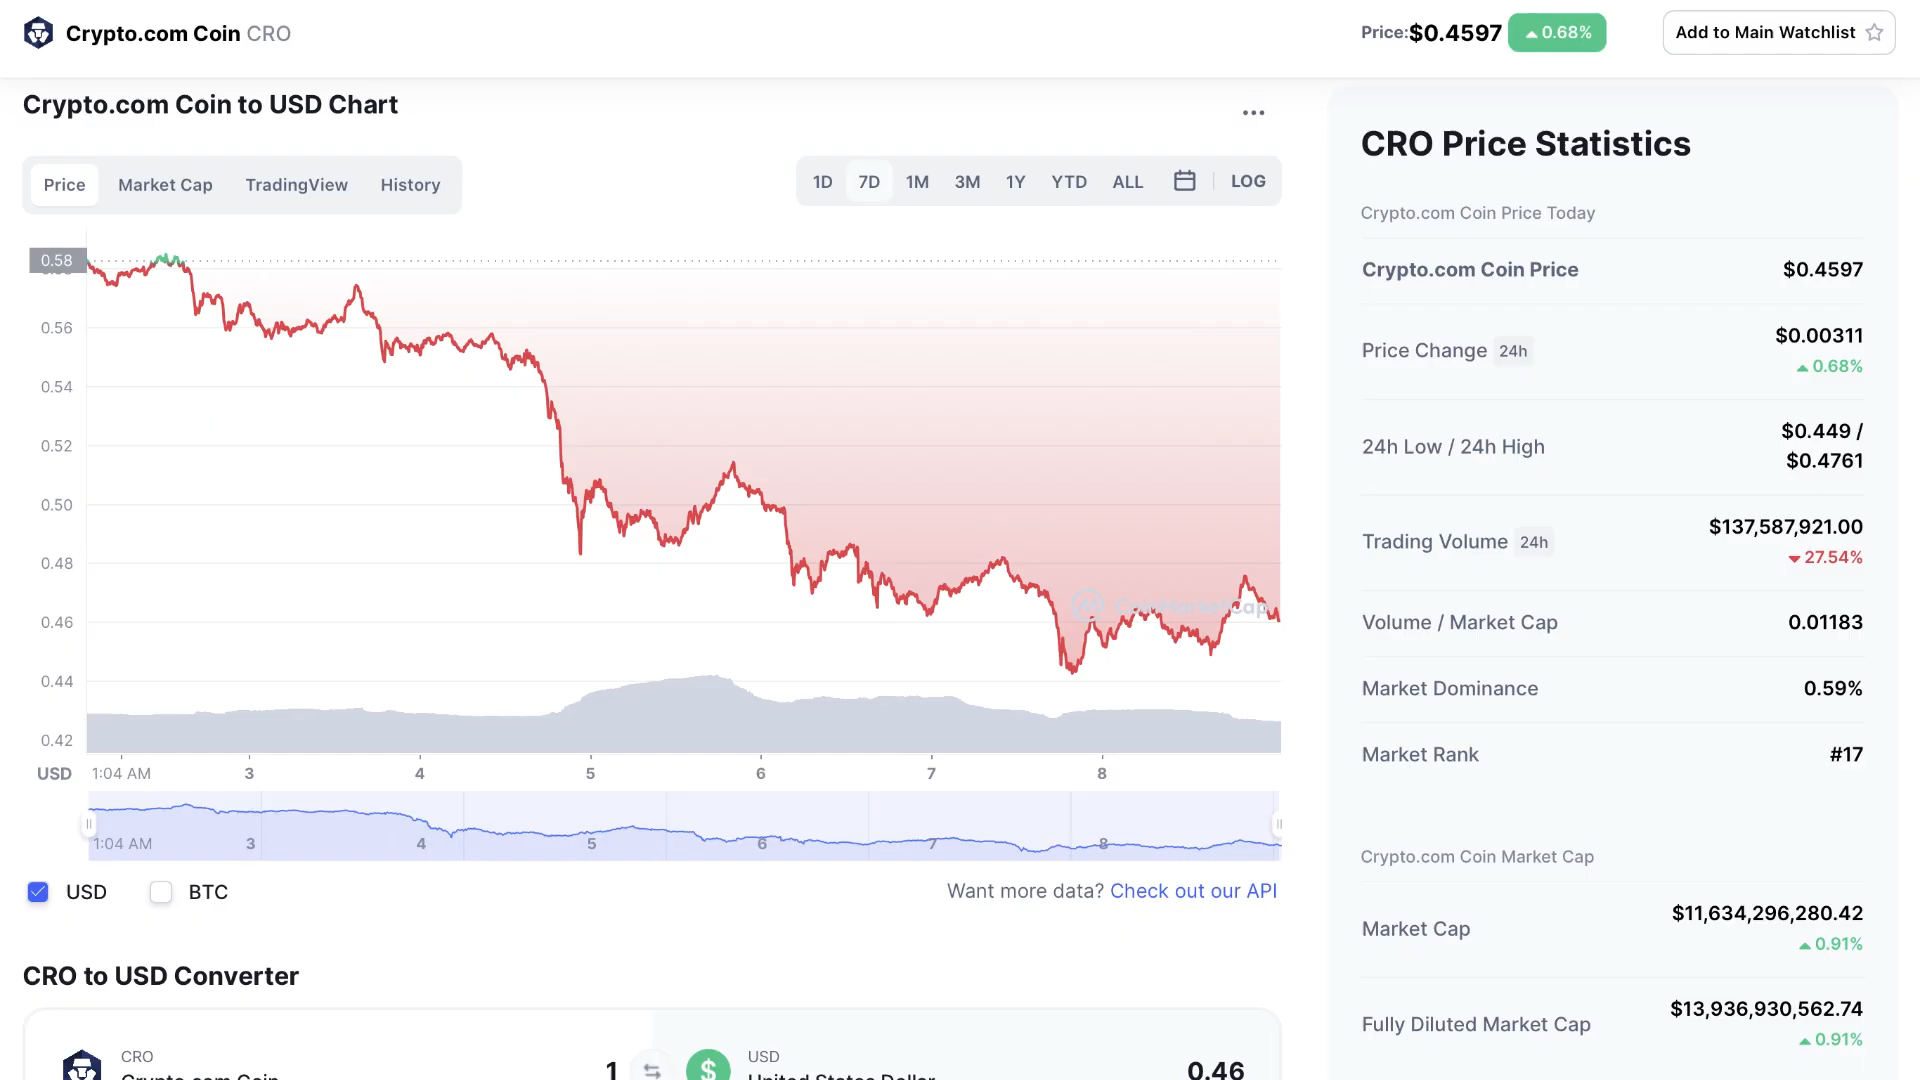 Crypto.com Coin CRO
Price:$0.4597
0.68%
Add to Main Watchlist
Crypto.com Coin to USD Chart
Price
Market Cap
TradingView
History
1D
7D
1M
3M
1Y
YTD
ALL
LOG
0.58
0.56
0.54
0.52
0.50
0.48
0.46
0.44
0.42
CoinMarketCap
USD
1:04 AM
3
4
5
6
7
8
1:04 AM
3
4
5
6
7
8
USD
BTC
Want more data? Check out our API
CRO to USD Converter
CRO
Crypto.com Coin
1
USD
United States Dollar
0.46
CRO Price Statistics
Crypto.com Coin Price Today
Crypto.com Coin Price
$0.4597
Price Change 24h
$0.00311
0.68%
24h Low / 24h High
$0.449 /
$0.4761
Trading Volume 24h
$137,587,921.00
27.54%
Volume / Market Cap
0.01183
Market Dominance
0.59%
Market Rank
#17
Crypto.com Coin Market Cap
Market Cap
$11,634,296,280.42
0.91%
Fully Diluted Market Cap
$13,936,930,562.74
0.91%